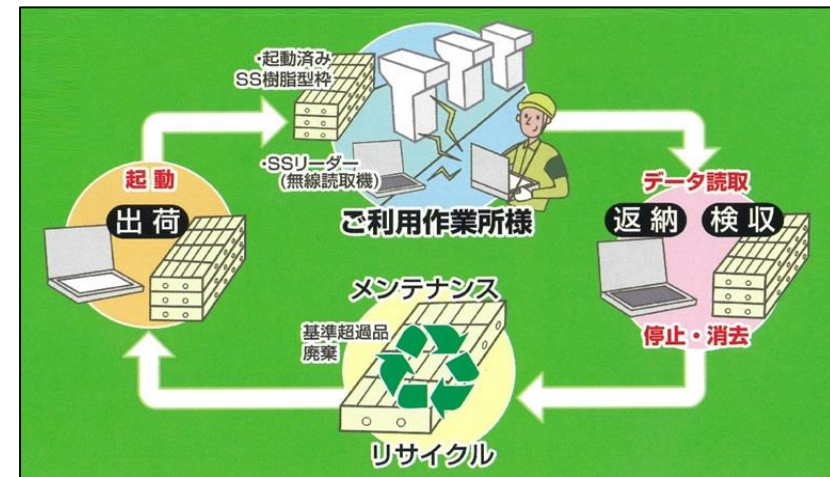 ・起動済み
SS樹脂型枠
・SSリーダー
(無線読取機)
ご利用作業所様
起動
出荷
データ読取
返納 検収
停止・消去
メンテナンス
基準超過品
廃棄
リサイクル